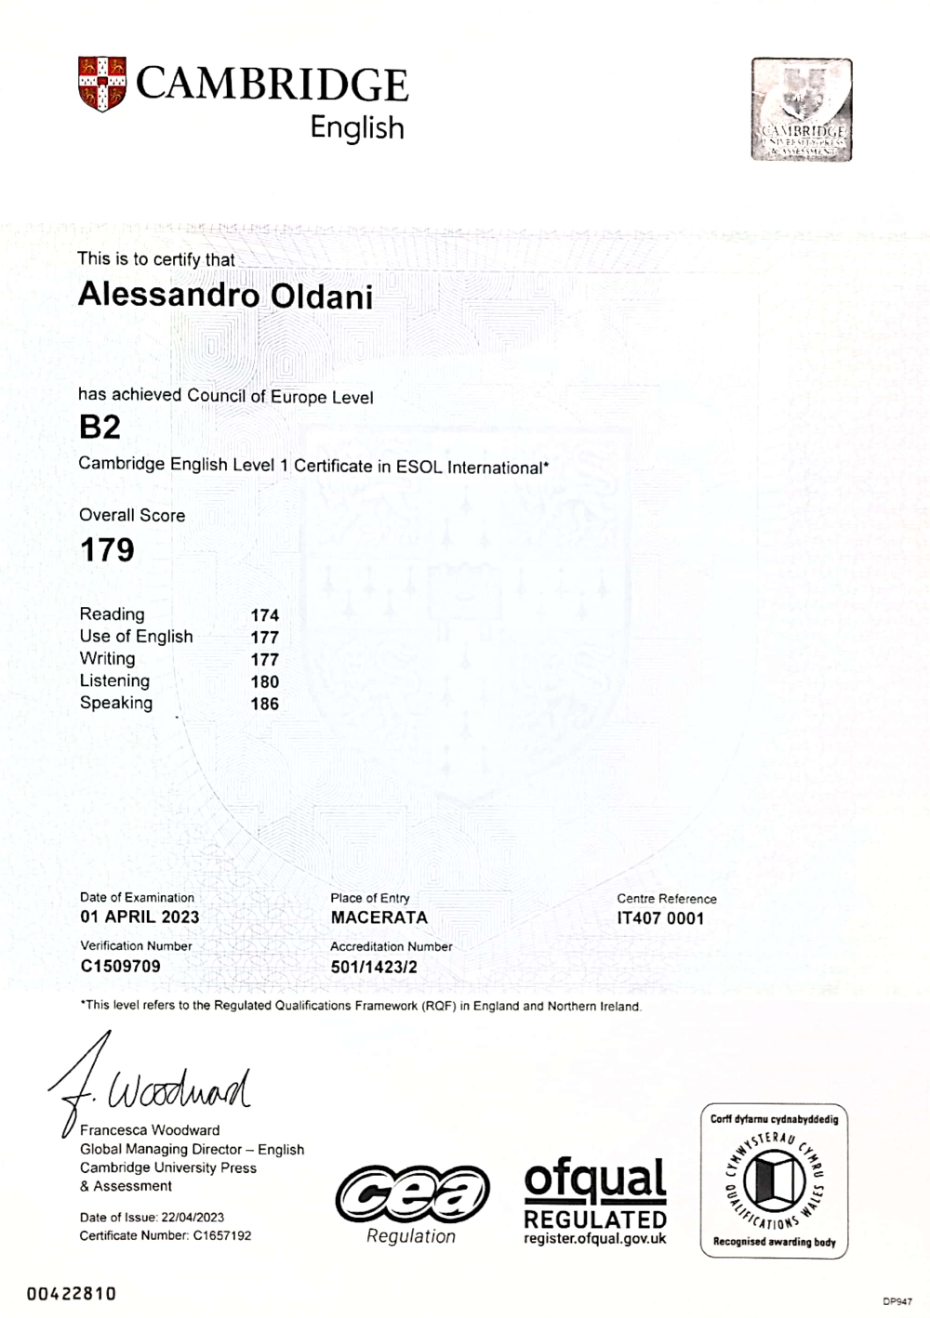 CAMBRIDGE
English
CAMBRIDGE
UNIVERSITY PRESS
& ASSESSMENT
This is to certify that
Alessandro Oldani
has achieved Council of Europe Level
B2
Cambridge English Level 1 Certificate in ESOL International*
Overall Score
179
Reading 174
Use of English 177
Writing 177
Listening 180
Speaking 186
Date of Examination Place of Entry Centre Reference
01 APRIL 2023 MACERATA IT407 0001
Verification Number Accreditation Number
C1509709 501/1423/2
*This level refers to the Regulated Qualifications Framework (RQF) in England and Northern Ireland.
F. Woodward
Francesca Woodward
Global Managing Director – English
Cambridge University Press
& Assessment
Date of Issue: 22/04/2023
Certificate Number: C1657192
cea
Regulation
ofqual
REGULATED
register.ofqual.gov.uk
Corff dyfarnu cydnabyddedig
CYMWYSTERAU CYMRU
QUALIFICATIONS WALES
Recognised awarding body
00422810
DP947